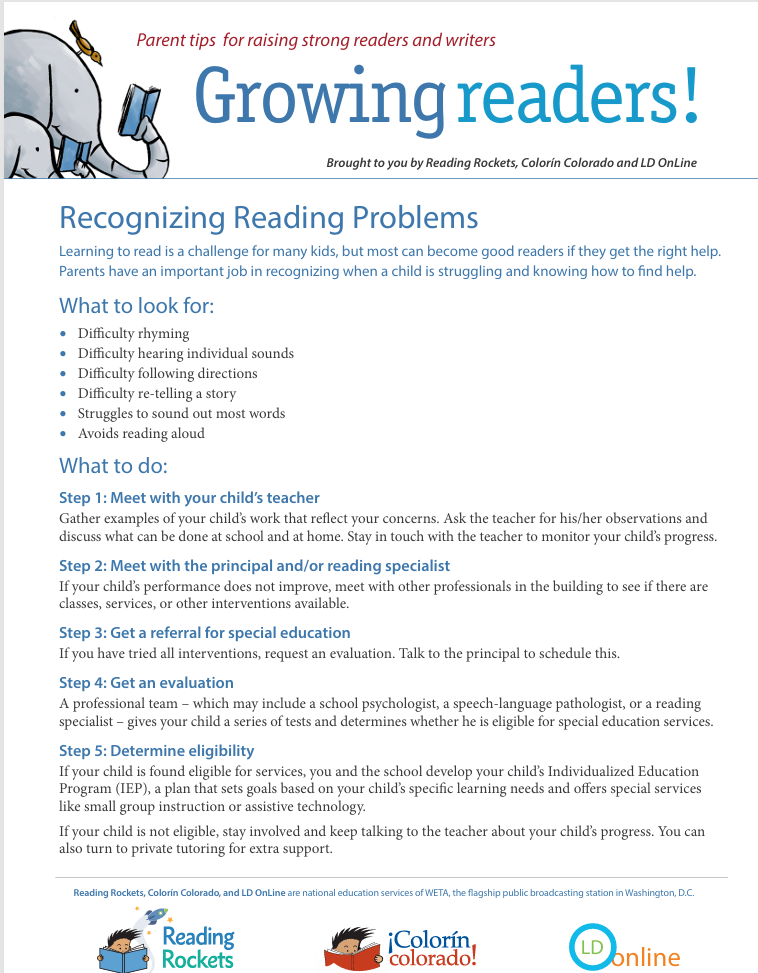 Parent tips for raising strong readers and writers
Growing readers!
Brought to you by Reading Rockets, Colorín Colorado and LD OnLine
Recognizing Reading Problems
Learning to read is a challenge for many kids, but most can become good readers if they get the right help.
Parents have an important job in recognizing when a child is struggling and knowing how to find help.
What to look for:
• Difficulty rhyming
• Difficulty hearing individual sounds
• Difficulty following directions
• Difficulty re-telling a story
• Struggles to sound out most words
• Avoids reading aloud
What to do:
Step 1: Meet with your child's teacher
Gather examples of your child's work that reflect your concerns. Ask the teacher for his/her observations and
discuss what can be done at school and at home. Stay in touch with the teacher to monitor your child's progress.
Step 2: Meet with the principal and/or reading specialist
If your child's performance does not improve, meet with other professionals in the building to see if there are
classes, services, or other interventions available.
Step 3: Get a referral for special education
If you have tried all interventions, request an evaluation. Talk to the principal to schedule this.
Step 4: Get an evaluation
A professional team – which may include a school psychologist, a speech-language pathologist, or a reading
specialist – gives your child a series of tests and determines whether he is eligible for special education services.
Step 5: Determine eligibility
If your child is found eligible for services, you and the school develop your child's Individualized Education
Program (IEP), a plan that sets goals based on your child's specific learning needs and offers special services
like small group instruction or assistive technology.
If your child is not eligible, stay involved and keep talking to the teacher about your child's progress. You can
also turn to private tutoring for extra support.
Reading Rockets, Colorín Colorado, and LD OnLine are national education services of WETA, the flagship public broadcasting station in Washington, D.C.
Reading
Rockets
¡Colorín
colorado!
LD
online